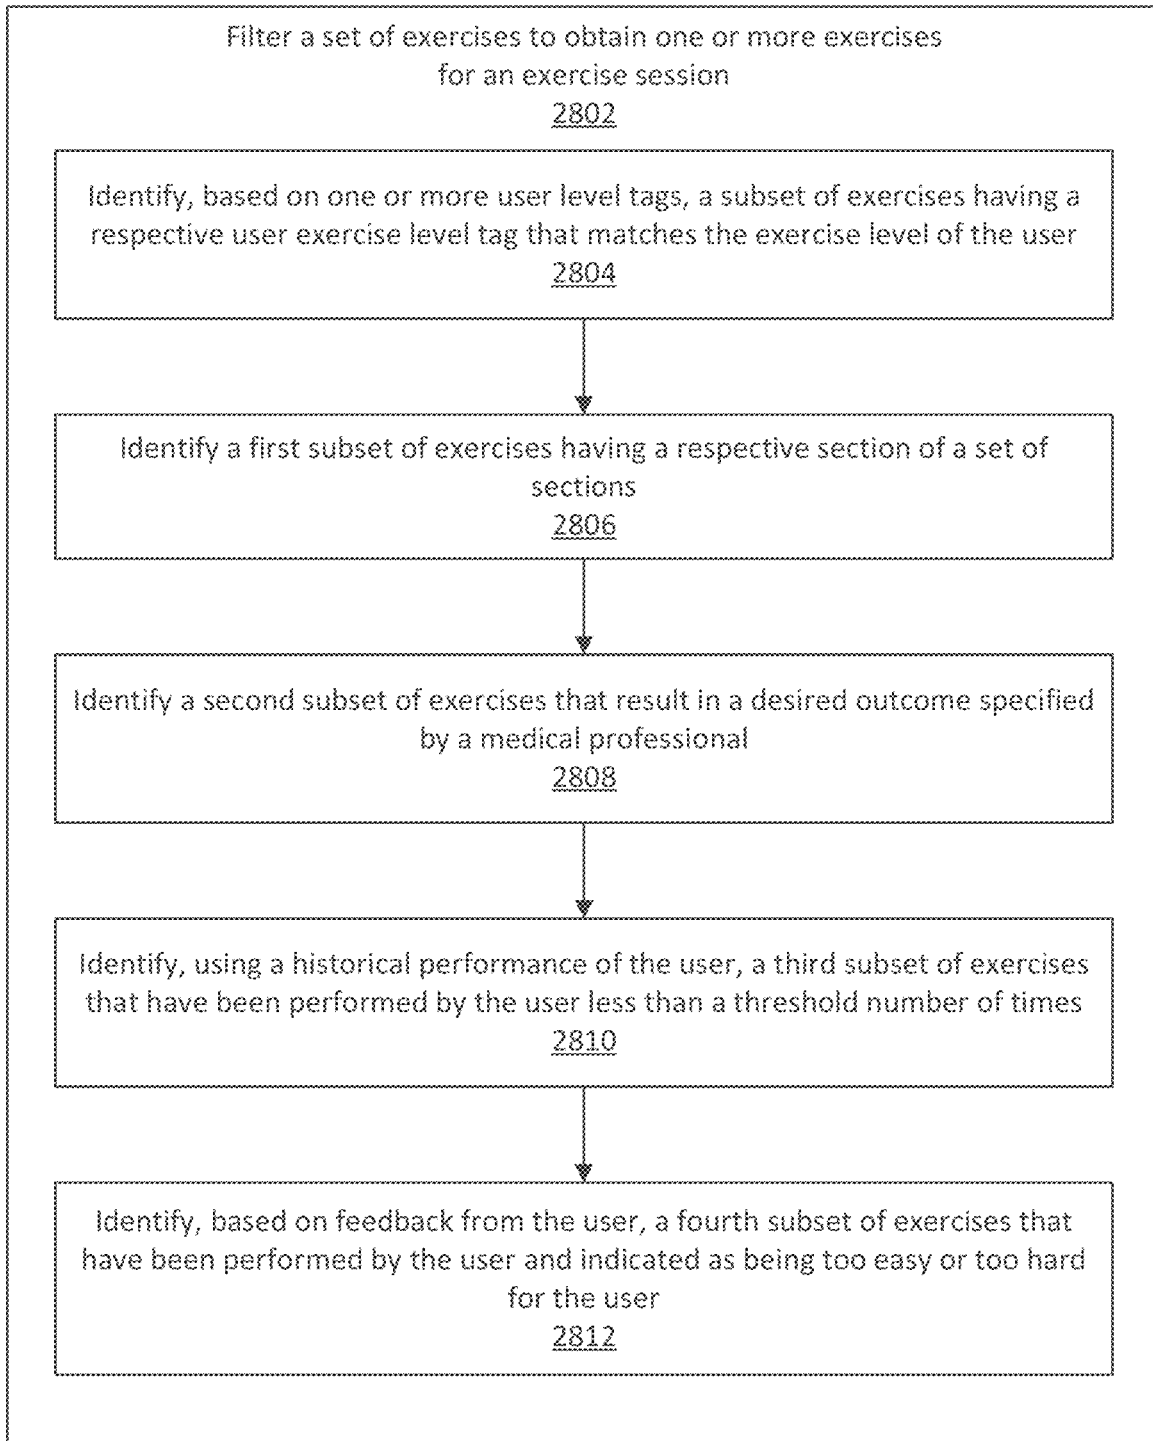 Filter a set of exercises to obtain one or more exercises
for an exercise session
2802
Identify, based on one or more user level tags, a subset of exercises having a
respective user exercise level tag that matches the exercise level of the user
2804
Identify a first subset of exercises having a respective section of a set of
sections
2806
Identify a second subset of exercises that result in a desired outcome specified
by a medical professional
2808
Identify, using a historical performance of the user, a third subset of exercises
that have been performed by the user less than a threshold number of times
2810
Identify, based on feedback from the user, a fourth subset of exercises that
have been performed by the user and indicated as being too easy or too hard
for the user
2812